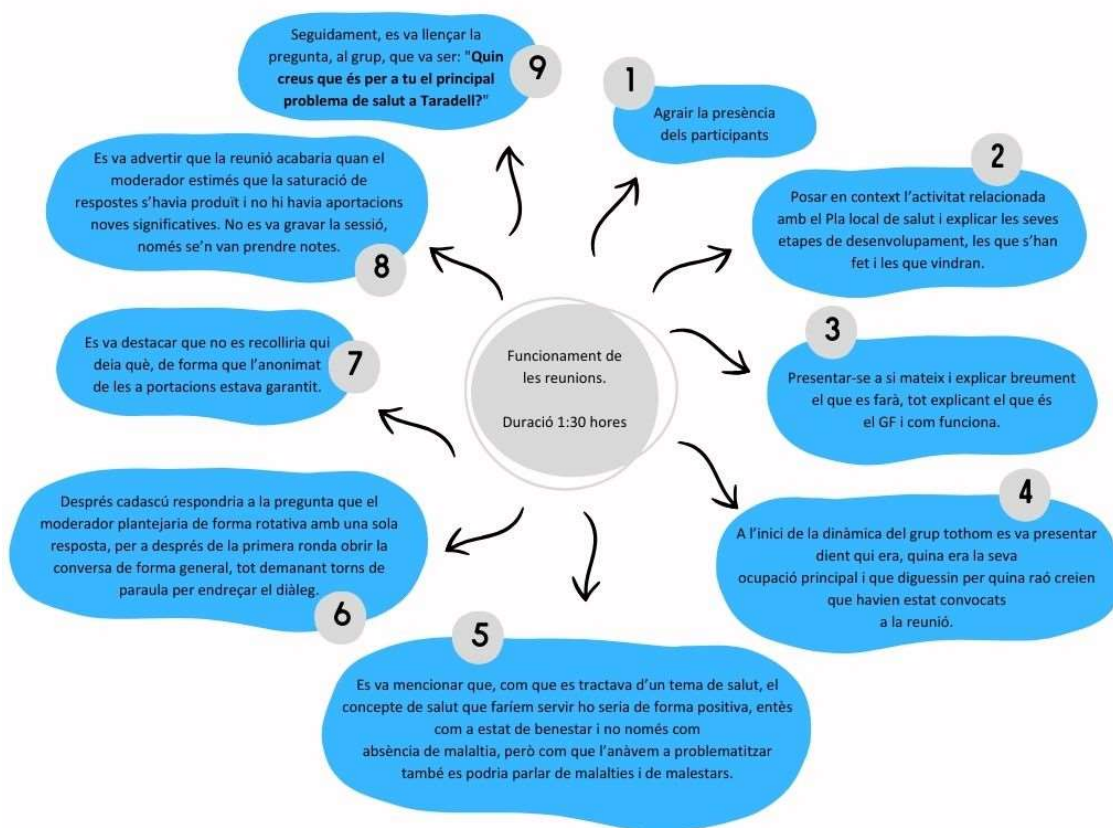 Funcionament de
les reunions.
Duració 1:30 hores
1
Agrair la presència
dels participants
2
Posar en context l’activitat relacionada
amb el Pla local de salut i explicar les seves
etapes de desenvolupament, les que s’han
fet i les que vindran.
3
Presentar-se a si mateix i explicar breument
el que es farà, tot explicant el que és
el GF i com funciona.
4
A l’inici de la dinàmica del grup tothom es va presentar
dient qui era, quina era la seva
ocupació principal i que diguessin per quina raó creien
que havien estat convocats
a la reunió.
5
Es va mencionar que, com que es tractava d’un tema de salut, el
concepte de salut que faríem servir ho seria de forma positiva, entès
com a estat de benestar i no només com
absència de malaltia, però com que l’anàvem a problematitzar
també es podria parlar de malalties i de malestars.
6
Després cadascú respondria a la pregunta que el
moderador plantejaria de forma rotativa amb una sola
resposta, per a després de la primera ronda obrir la
conversa de forma general, tot demanant torns de
paraula per endreçar el diàleg.
7
Es va destacar que no es recolliria qui
deia què, de forma que l’anonimat
de les a portacions estava garantit.
8
Es va advertir que la reunió acabaria quan el
moderador estimés que la saturació de
respostes s’havia produït i no hi havia aportacions
noves significatives. No es va gravar la sessió,
només se’n van prendre notes.
9
Seguidament, es va llençar la
pregunta, al grup, que va ser: "Quin
creus que és per a tu el principal
problema de salut a Taradell?"